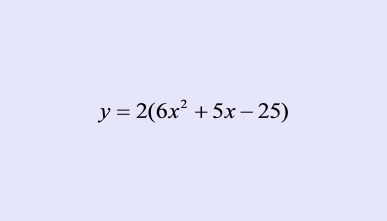 y = 2(6x² + 5x – 25)